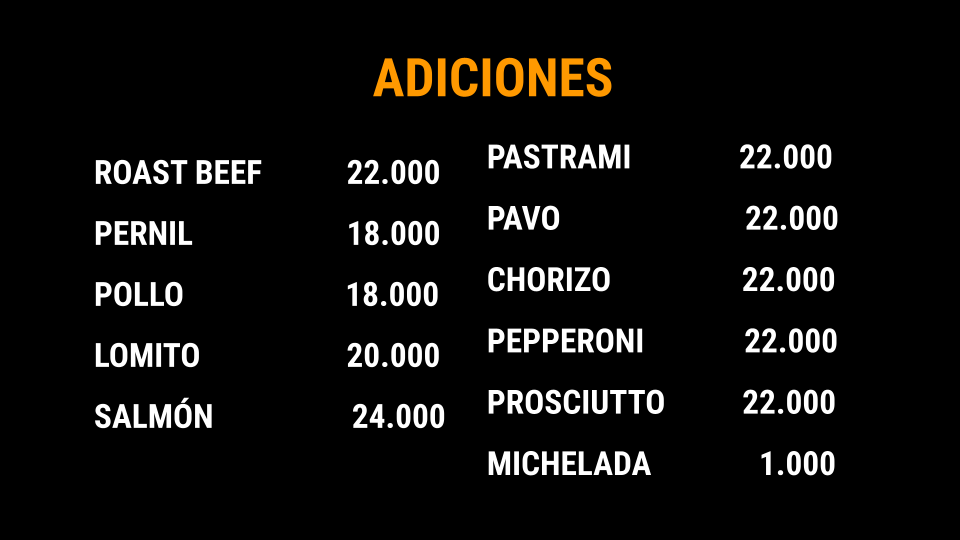 ADICIONES
ROAST BEEF 22.000
PERNIL 18.000
POLLO 18.000
LOMITO 20.000
SALMÓN 24.000
PASTRAMI 22.000
PAVO 22.000
CHORIZO 22.000
PEPPERONI 22.000
PROSCIUTTO 22.000
MICHELADA 1.000